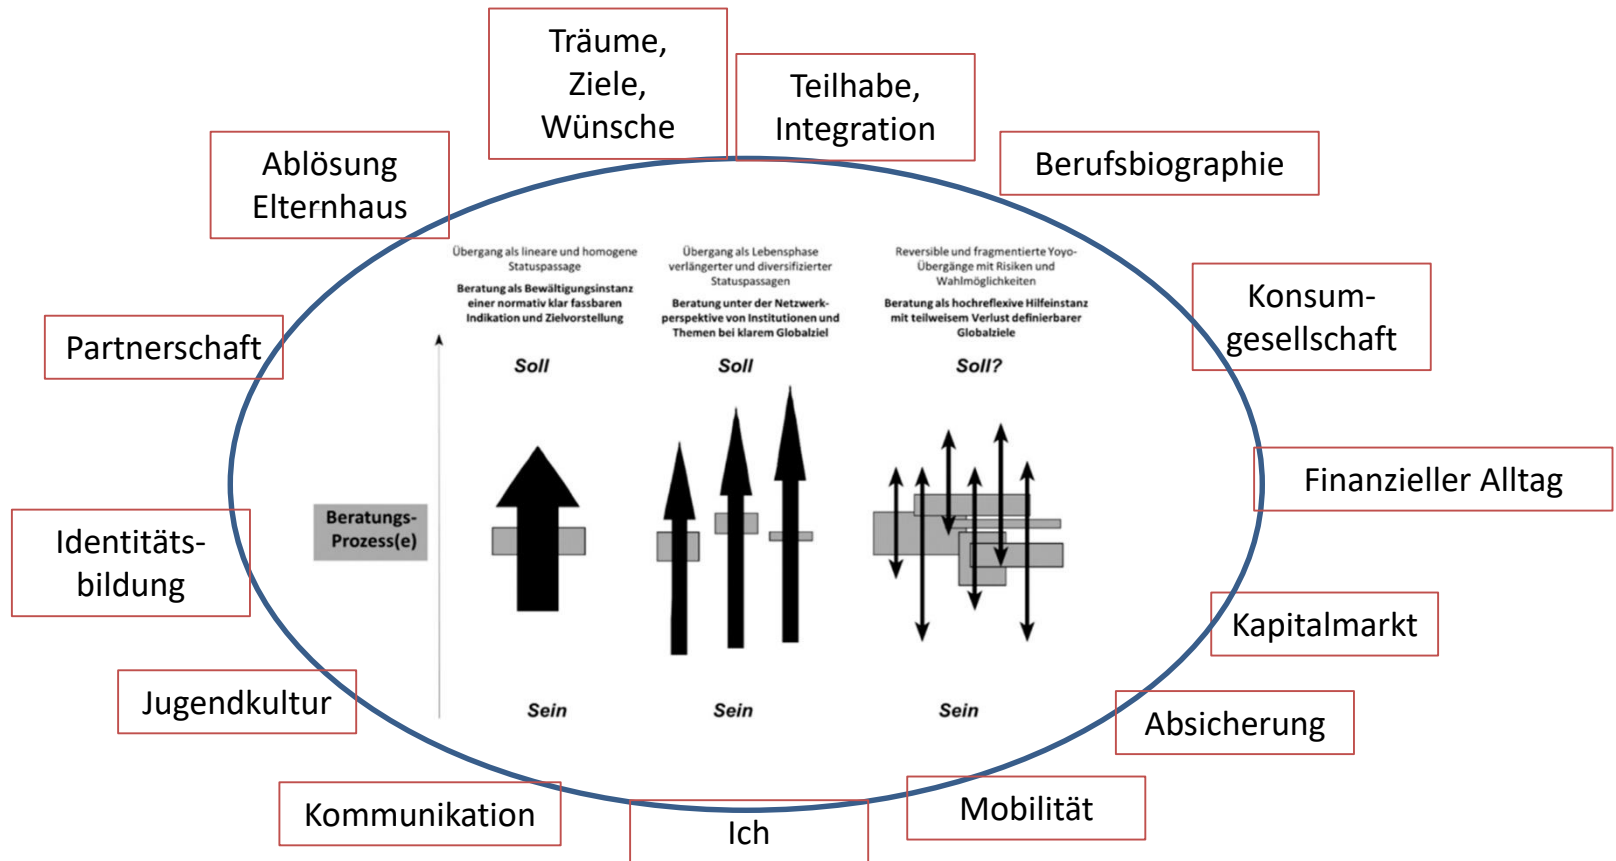 Träume,
Ziele,
Wünsche
Teilhabe,
Integration
Berufsbiographie
Ablösung
Elternhaus
Konsum-
gesellschaft
Partnerschaft
Finanzieller Alltag
Identitäts-
bildung
Kapitalmarkt
Jugendkultur
Absicherung
Kommunikation
Ich
Mobilität
Übergang als lineare und homogene
Statuspassage
Beratung als Bewältigungsinstanz
einer normativ klar fassbaren
Indikation und Zielvorstellung
Soll
Übergang als Lebensphase
verlängerter und diversifizierter
Statuspassagen
Beratung unter der Netzwerk-
perspektive von Institutionen und
Themen bei klarem Globalziel
Soll
Reversible und fragmentierte Yoyo-
Übergänge mit Risiken und
Wahlmöglichkeiten
Beratung als hochreflexive Hilfeinstanz
mit teilweisem Verlust definierbarer
Globalziele
Soll?
Beratungs-
Prozess(e)
Sein
Sein
Sein